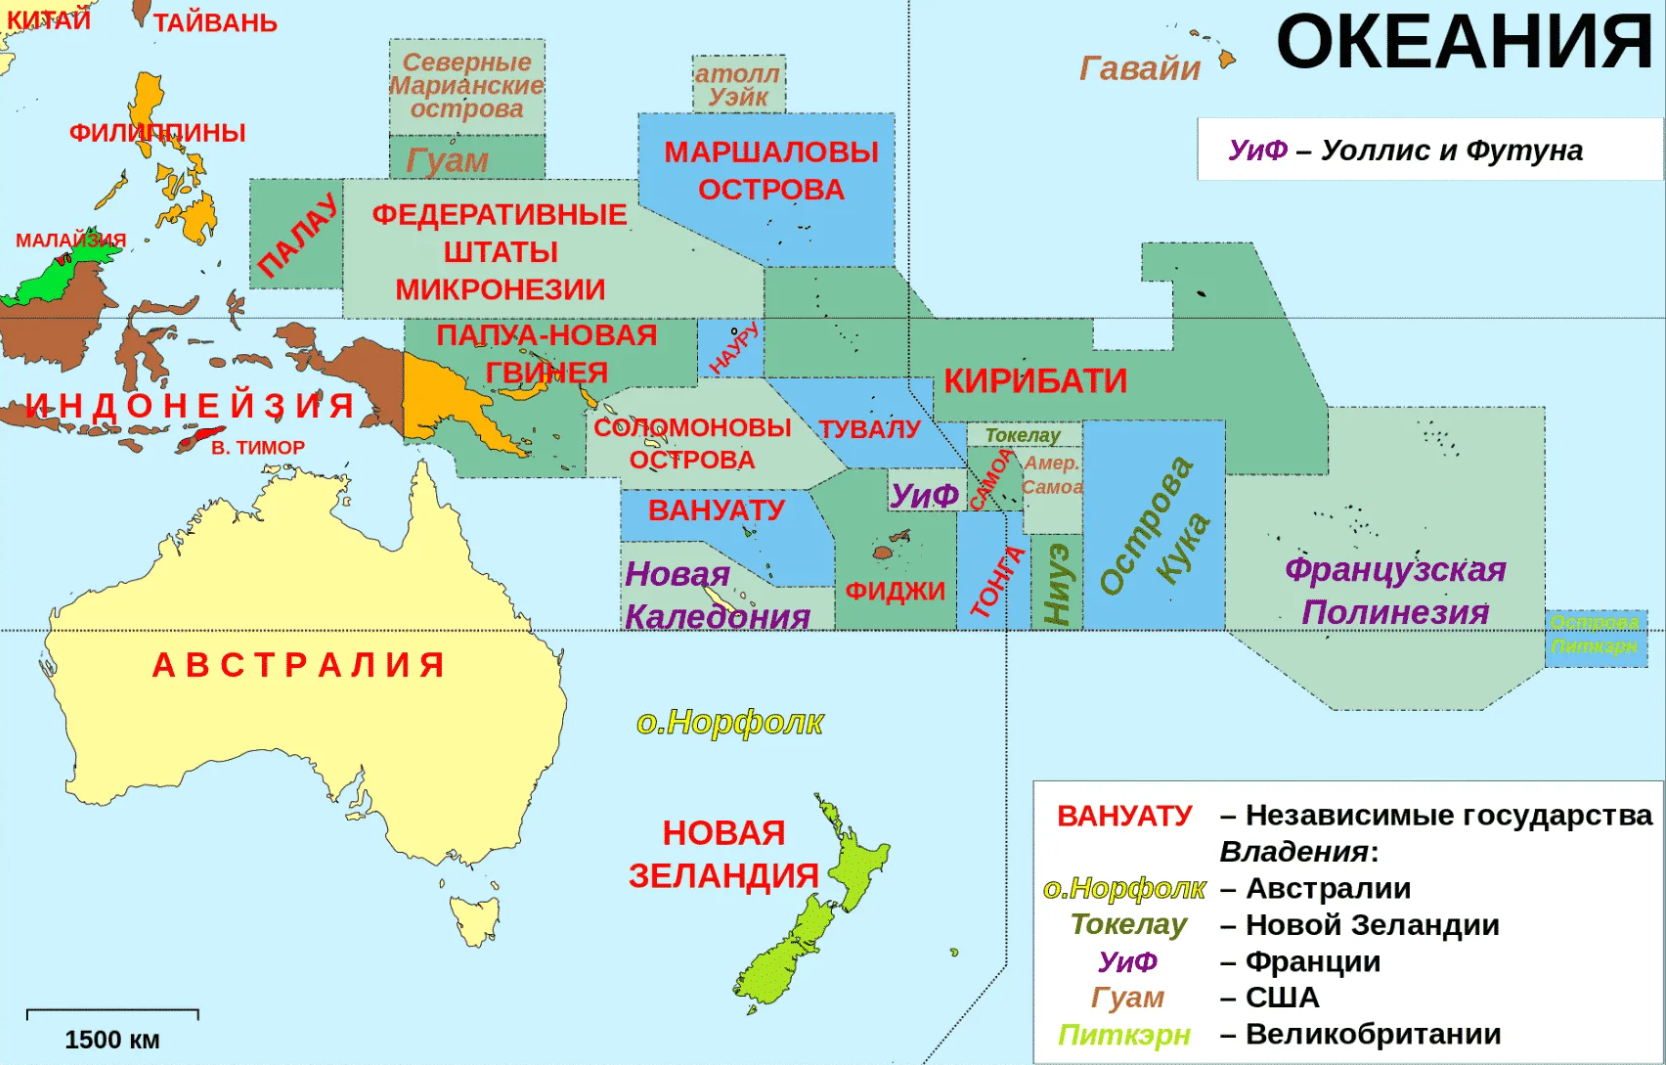 КИТАЙ
ТАЙВАНЬ
ОКЕАНИЯ
Северные
Марианские
острова
атолл
Уэйк
Гавайи
ФИЛИППИНЫ
Гуам
МАРШАЛОВЫ
ОСТРОВА
УиФ – Уоллис и Футуна
ПАЛАУ
ФЕДЕРАТИВНЫЕ
ШТАТЫ
МИКРОНЕЗИИ
МАЛАЙЗИЯ
ПАПУА-НОВАЯ
ГВИНЕЯ
НАУРУ
КИРИБАТИ
ИНДОНЕЙЗИЯ
В. ТИМОР
СОЛОМОНОВЫ
ОСТРОВА
ТУВАЛУ
Токелау
САМОА
Амер.
Самоа
УиФ
Острова
Кука
ВАНУАТУ
Новая
Каледония
ФИДЖИ
ТОНГА
Ниуэ
Французская
Полинезия
Острова
Питкэрн
АВСТРАЛИЯ
о.Норфолк
НОВАЯ
ЗЕЛАНДИЯ
ВАНУАТУ – Независимые государства
Владения:
о.Норфолк – Австралии
Токелау – Новой Зеландии
УиФ – Франции
Гуам – США
Питкэрн – Великобритании
1500 км